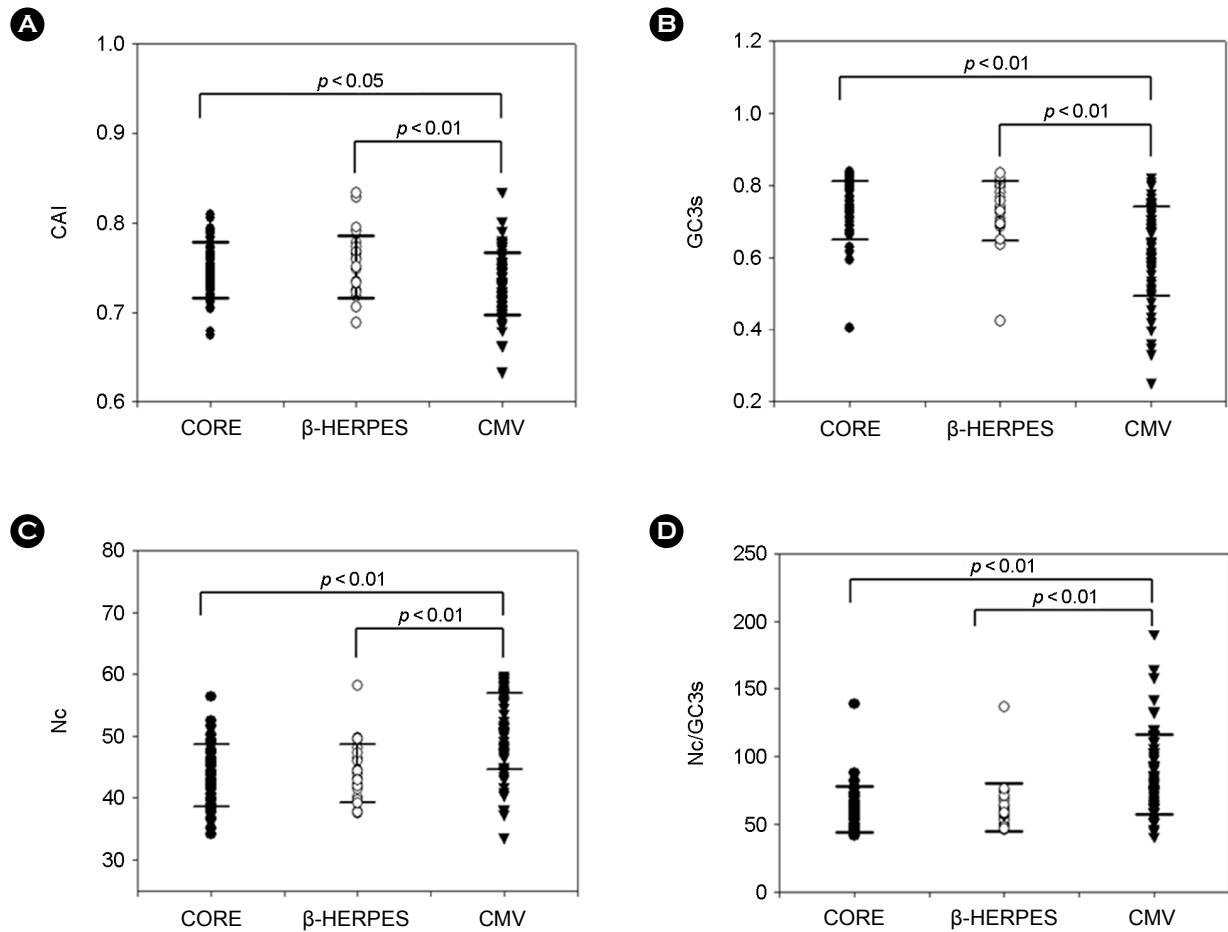 A
CAI
1.0
0.9
0.8
0.7
0.6
p < 0.05
p < 0.01
CORE
β-HERPES
CMV
B
GC3s
1.2
1.0
0.8
0.6
0.4
0.2
p < 0.01
p < 0.01
CORE
β-HERPES
CMV
C
Nc
80
70
60
50
40
30
p < 0.01
p < 0.01
CORE
β-HERPES
CMV
D
Nc/GC3s
250
200
150
100
50
0
p < 0.01
p < 0.01
CORE
β-HERPES
CMV